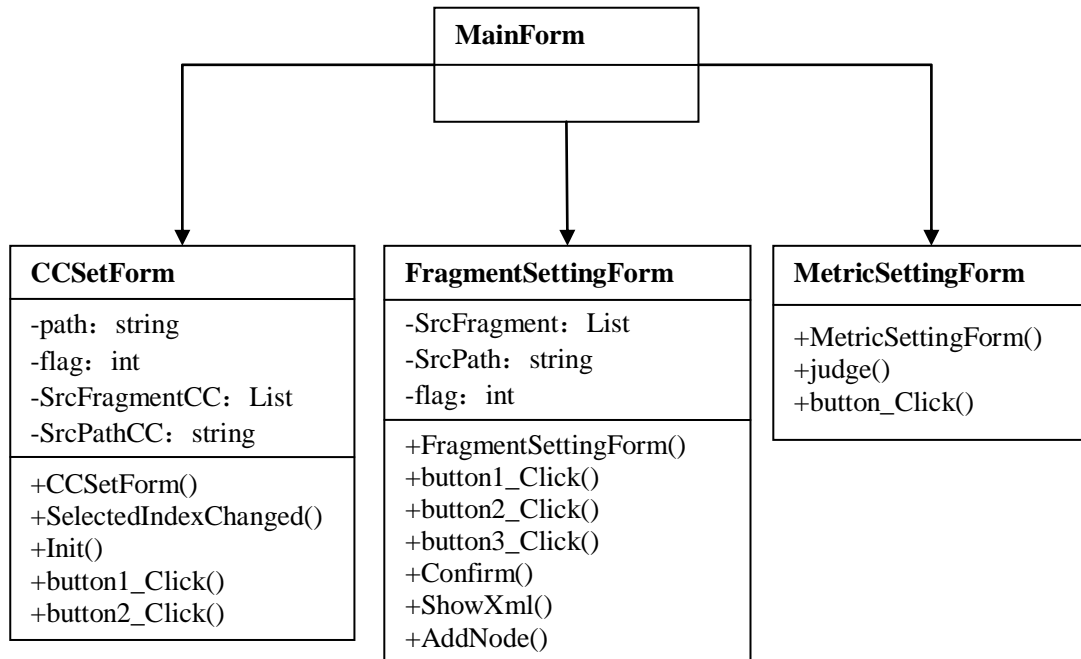 MainForm
CCSetForm
-path：string
-flag：int
-SrcFragmentCC：List
-SrcPathCC：string
+CCSetForm()
+SelectedIndexChanged()
+Init()
+button1_Click()
+button2_Click()
FragmentSettingForm
-SrcFragment：List
-SrcPath：string
-flag：int
+FragmentSettingForm()
+button1_Click()
+button2_Click()
+button3_Click()
+Confirm()
+ShowXml()
+AddNode()
MetricSettingForm
+MetricSettingForm()
+judge()
+button_Click()